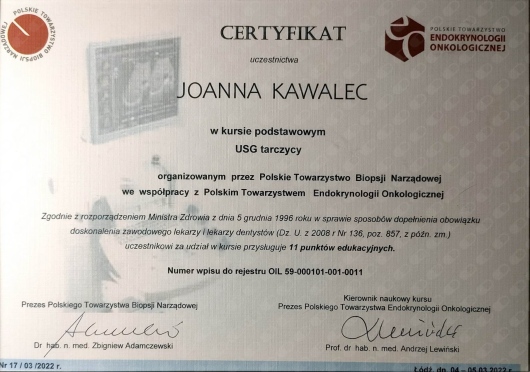 POLSKIE TOWARZYSTWO BIOPSJI NARZĄDOWEJ
POLSKIE TOWARZYSTWO
ENDOKRYNOLOGII
ONKOLOGICZNEJ
CERTYFIKAT
uczestnictwa
JOANNA KAWALEC
w kursie podstawowym
USG tarczycy
organizowanym przez Polskie Towarzystwo Biopsji Narządowej
we współpracy z Polskim Towarzystwem Endokrynologii Onkologicznej
Zgodnie z rozporządzeniem Ministra Zdrowia z dnia 5 grudnia 1996 roku w sprawie sposobów dopełnienia obowiązku
doskonalenia zawodowego lekarzy i lekarzy dentystów (Dz. U. z 2008 r Nr 136, poz. 857, z późn. zm.)
uczestnikowi za udział w kursie przysługuje 11 punktów edukacyjnych.
Numer wpisu do rejestru OIL 59-000101-001-0011
Prezes Polskiego Towarzystwa Biopsji Narządowej
Dr hab. n. med. Zbigniew Adamczewski
Kierownik naukowy kursu
Prezes Polskiego Towarzystwa Endokrynologii Onkologicznej
Prof. dr hab. n. med. Andrzej Lewiński
Nr 17 / 03 /2022 r.
Łódź, dn. 04 – 05.03.2022 r.